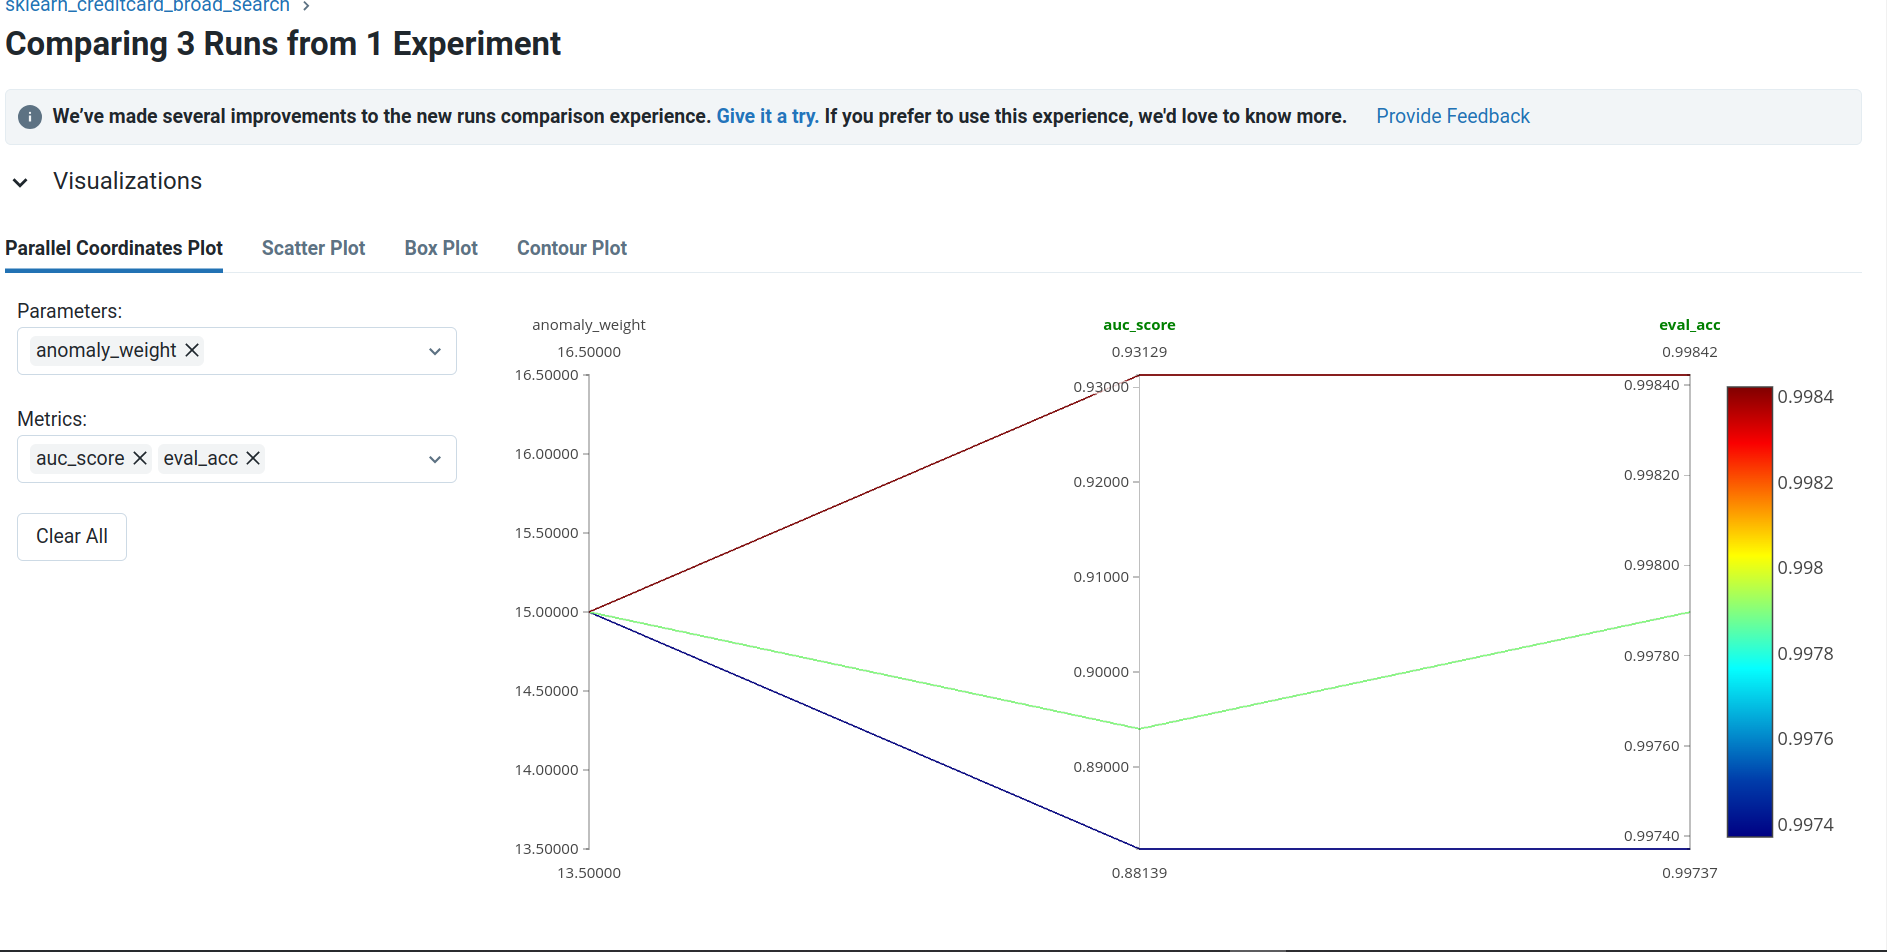 sklearn_creditcard_broad_search ›
Comparing 3 Runs from 1 Experiment
We've made several improvements to the new runs comparison experience. Give it a try. If you prefer to use this experience, we'd love to know more. Provide Feedback
Visualizations
Parallel Coordinates Plot Scatter Plot Box Plot Contour Plot
Parameters:
anomaly_weight
Metrics:
auc_score eval_acc
Clear All
anomaly_weight
16.50000
16.50000
16.00000
15.50000
15.00000
14.50000
14.00000
13.50000
13.50000
auc_score
0.93129
0.93000
0.92000
0.91000
0.90000
0.89000
0.88139
eval_acc
0.99842
0.99840
0.99820
0.99800
0.99780
0.99760
0.99740
0.99737
0.9984
0.9982
0.998
0.9978
0.9976
0.9974